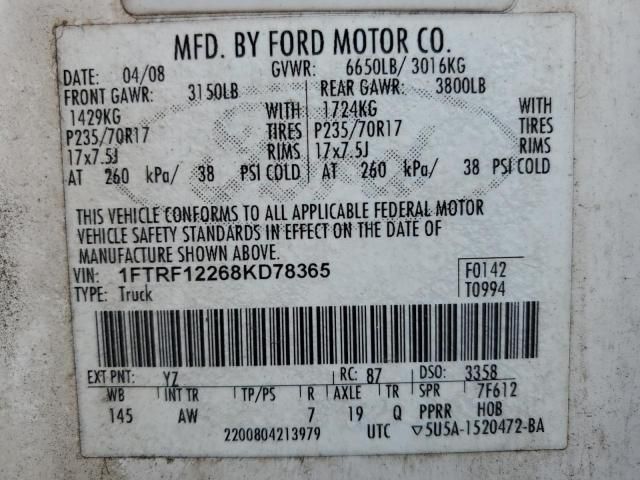 MFD. BY FORD MOTOR CO.
DATE: 04/08 GVWR: 6650LB/ 3016KG
FRONT GAWR: 3150LB REAR GAWR: 3800LB
1429KG WITH 1724KG WITH
P235/70R17 TIRES P235/70R17 TIRES
17x7.5J RIMS 17x7.5J RIMS
AT 260 kPa/ 38 PSI COLD AT 260 kPa/ 38 PSI COLD
THIS VEHICLE CONFORMS TO ALL APPLICABLE FEDERAL MOTOR
VEHICLE SAFETY STANDARDS IN EFFECT ON THE DATE OF
MANUFACTURE SHOWN ABOVE.
VIN: 1FTRF12268KD78365 F0142
TYPE: Truck T0994
EXT PNT: YZ RC: 87 DSO: 3358
WB INT TR TP/PS R AXLE TR SPR 7F612
145 AW 7 19 Q PPRR HOB
2200804213979 UTC ▽5U5A-1520472-BA